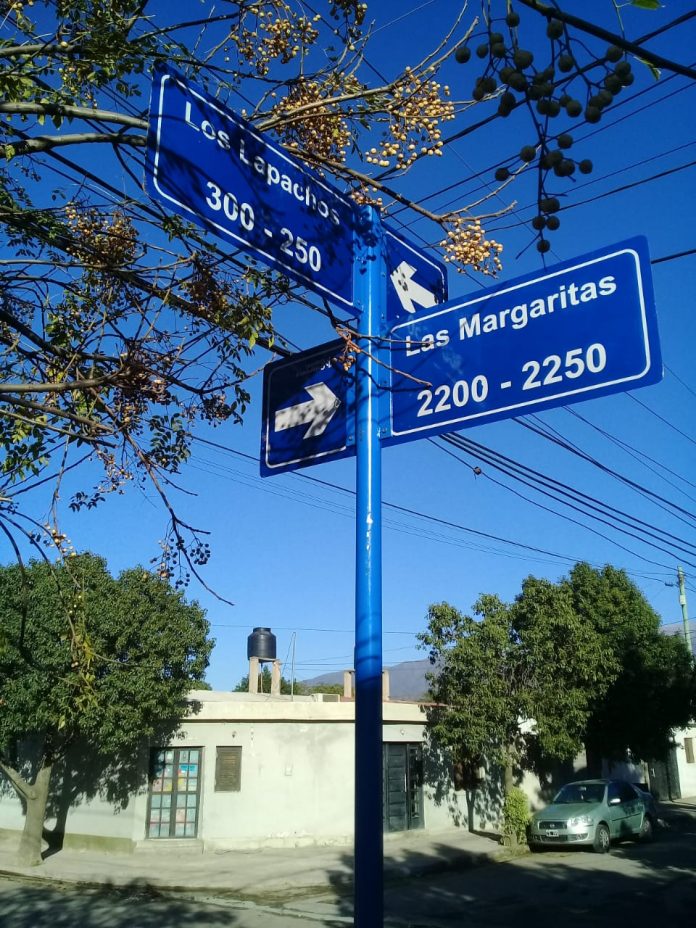 Los Lapachos
300 - 250
Las Margaritas
2200 - 2250